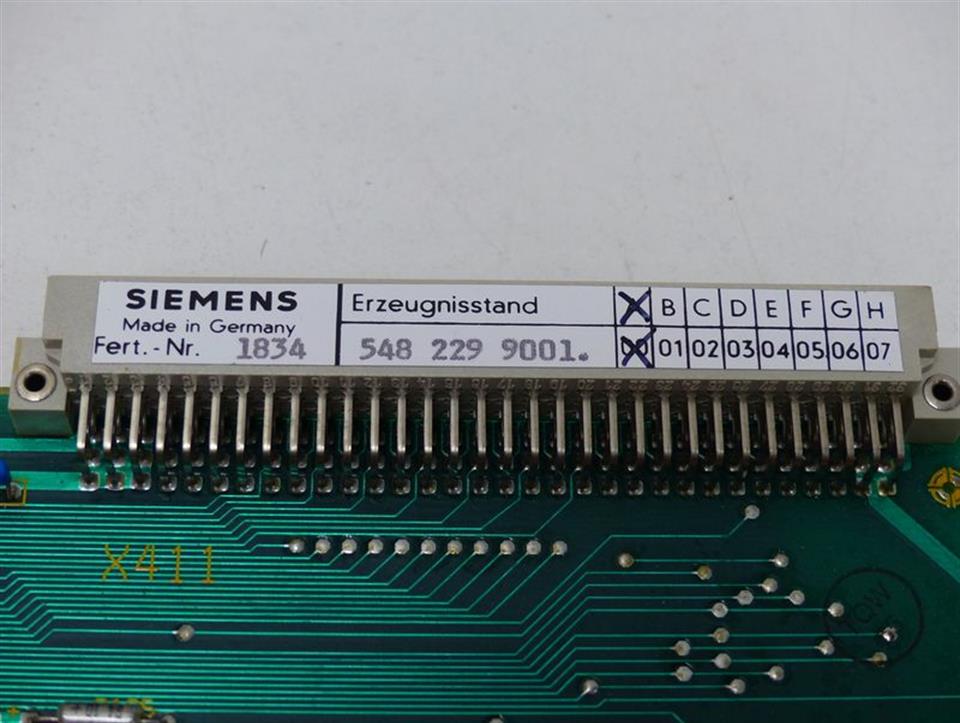 SIEMENS
Made in Germany
Fert.-Nr. 1834
Erzeugnisstand B C D E F G H
548 229 9001. 01 02 03 04 05 06 07
X411